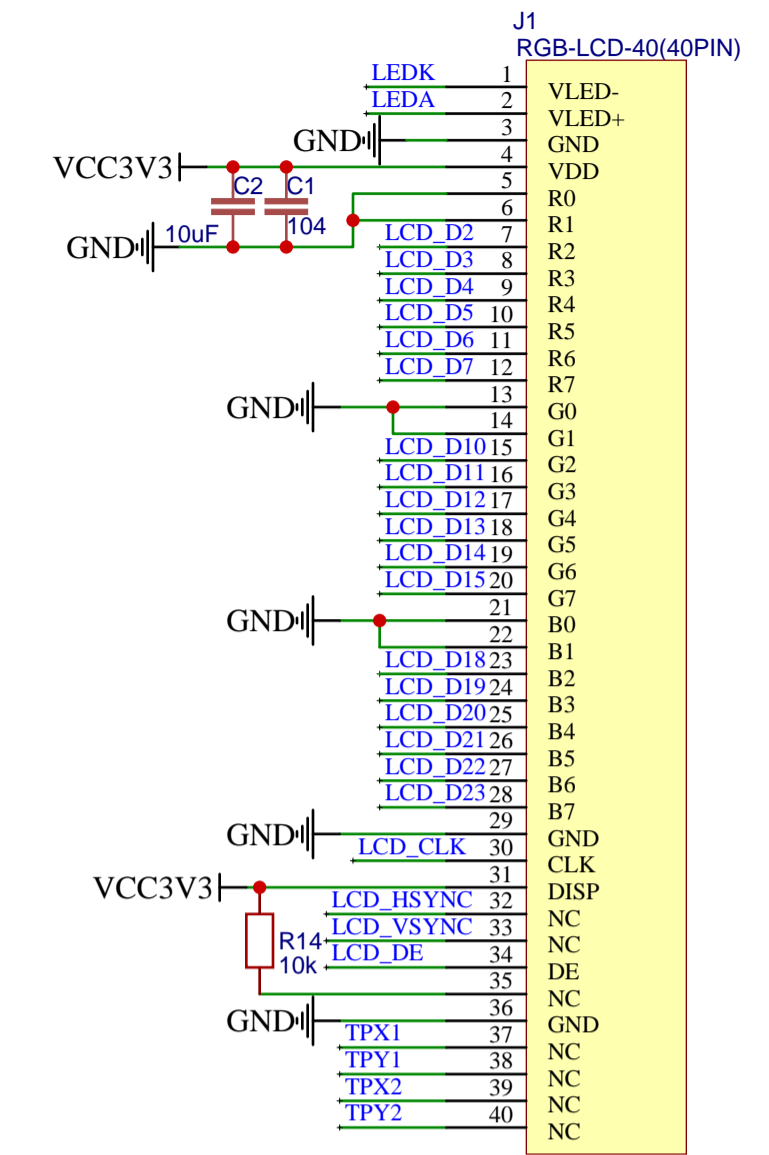 J1
RGB-LCD-40(40PIN)
LEDK 1 VLED-
LEDA 2 VLED+
GND 3 GND
VCC3V3 4 VDD
C2 C1 5 R0
10uF 104 6 R1
GND LCD_D2 7 R2
LCD_D3 8 R3
LCD_D4 9 R4
LCD_D5 10 R5
LCD_D6 11 R6
LCD_D7 12 R7
GND 13 G0
14 G1
LCD_D10 15 G2
LCD_D11 16 G3
LCD_D12 17 G4
LCD_D13 18 G5
LCD_D14 19 G6
LCD_D15 20 G7
GND 21 B0
22 B1
LCD_D18 23 B2
LCD_D19 24 B3
LCD_D20 25 B4
LCD_D21 26 B5
LCD_D22 27 B6
LCD_D23 28 B7
GND 29 GND
LCD_CLK 30 CLK
VCC3V3 31 DISP
LCD_HSYNC 32 NC
R14 LCD_VSYNC 33 NC
10k LCD_DE 34 DE
35 NC
GND 36 GND
TPX1 37 NC
TPY1 38 NC
TPX2 39 NC
TPY2 40 NC